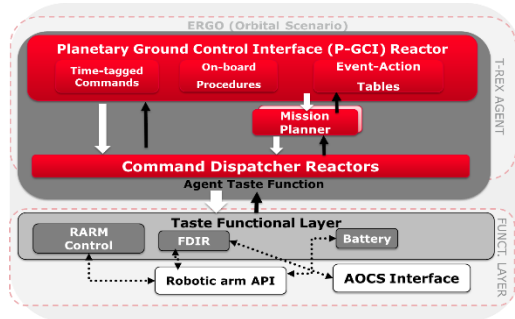 ERGO (Orbital Scenario)
Planetary Ground Control Interface (P-GCI) Reactor
Time-tagged
Commands
On-board
Procedures
Event-Action
Tables
Mission
Planner
Command Dispatcher Reactors
Agent Taste Function
T-REX AGENT
Taste Functional Layer
RARM
Control
FDIR
Battery
Robotic arm API
AOCS Interface
FUNCT. LAYER